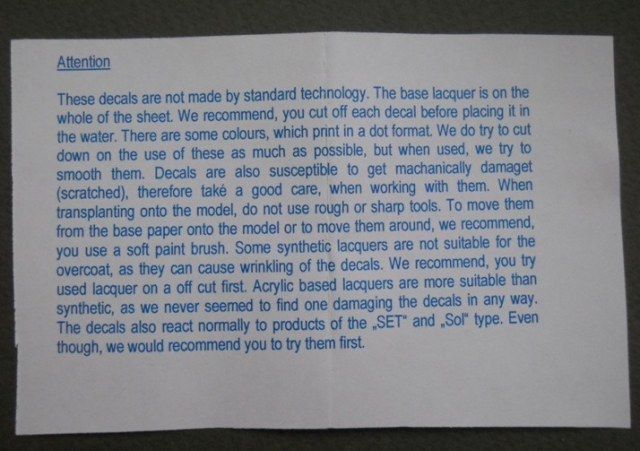 Attention
These decals are not made by standard technology. The base lacquer is on the
whole of the sheet. We recommend, you cut off each decal before placing it in
the water. There are some colours, which print in a dot format. We do try to cut
down on the use of these as much as possible, but when used, we try to
smooth them. Decals are also susceptible to get machanically damaget
(scratched), therefore take a good care, when working with them. When
transplanting onto the model, do not use rough or sharp tools. To move them
from the base paper onto the model or to move them around, we recommend,
you use a soft paint brush. Some synthetic lacquers are not suitable for the
overcoat, as they can cause wrinkling of the decals. We recommend, you try
used lacquer on a off cut first. Acrylic based lacquers are more suitable than
synthetic, as we never seemed to find one damaging the decals in any way.
The decals also react normally to products of the „SET“ and „Sol“ type. Even
though, we would recommend you to try them first.